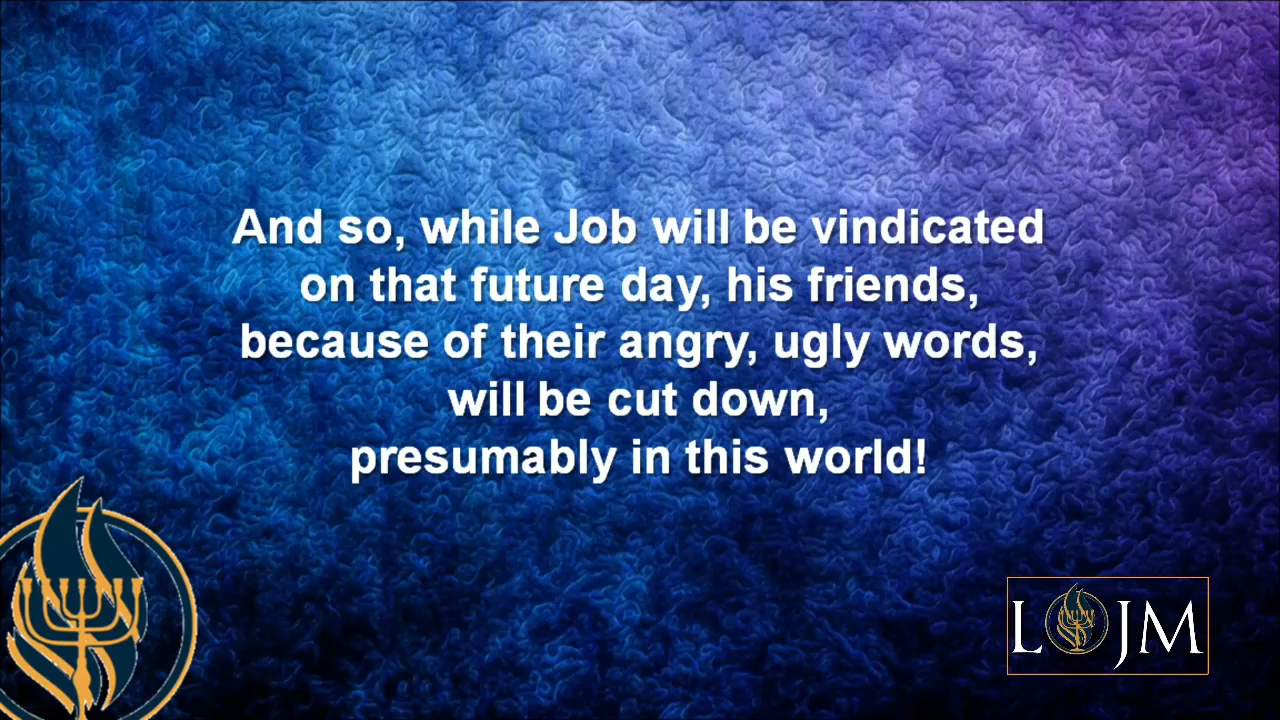 And so, while Job will be vindicated
on that future day, his friends,
because of their angry, ugly words,
will be cut down,
presumably in this world!
L JM